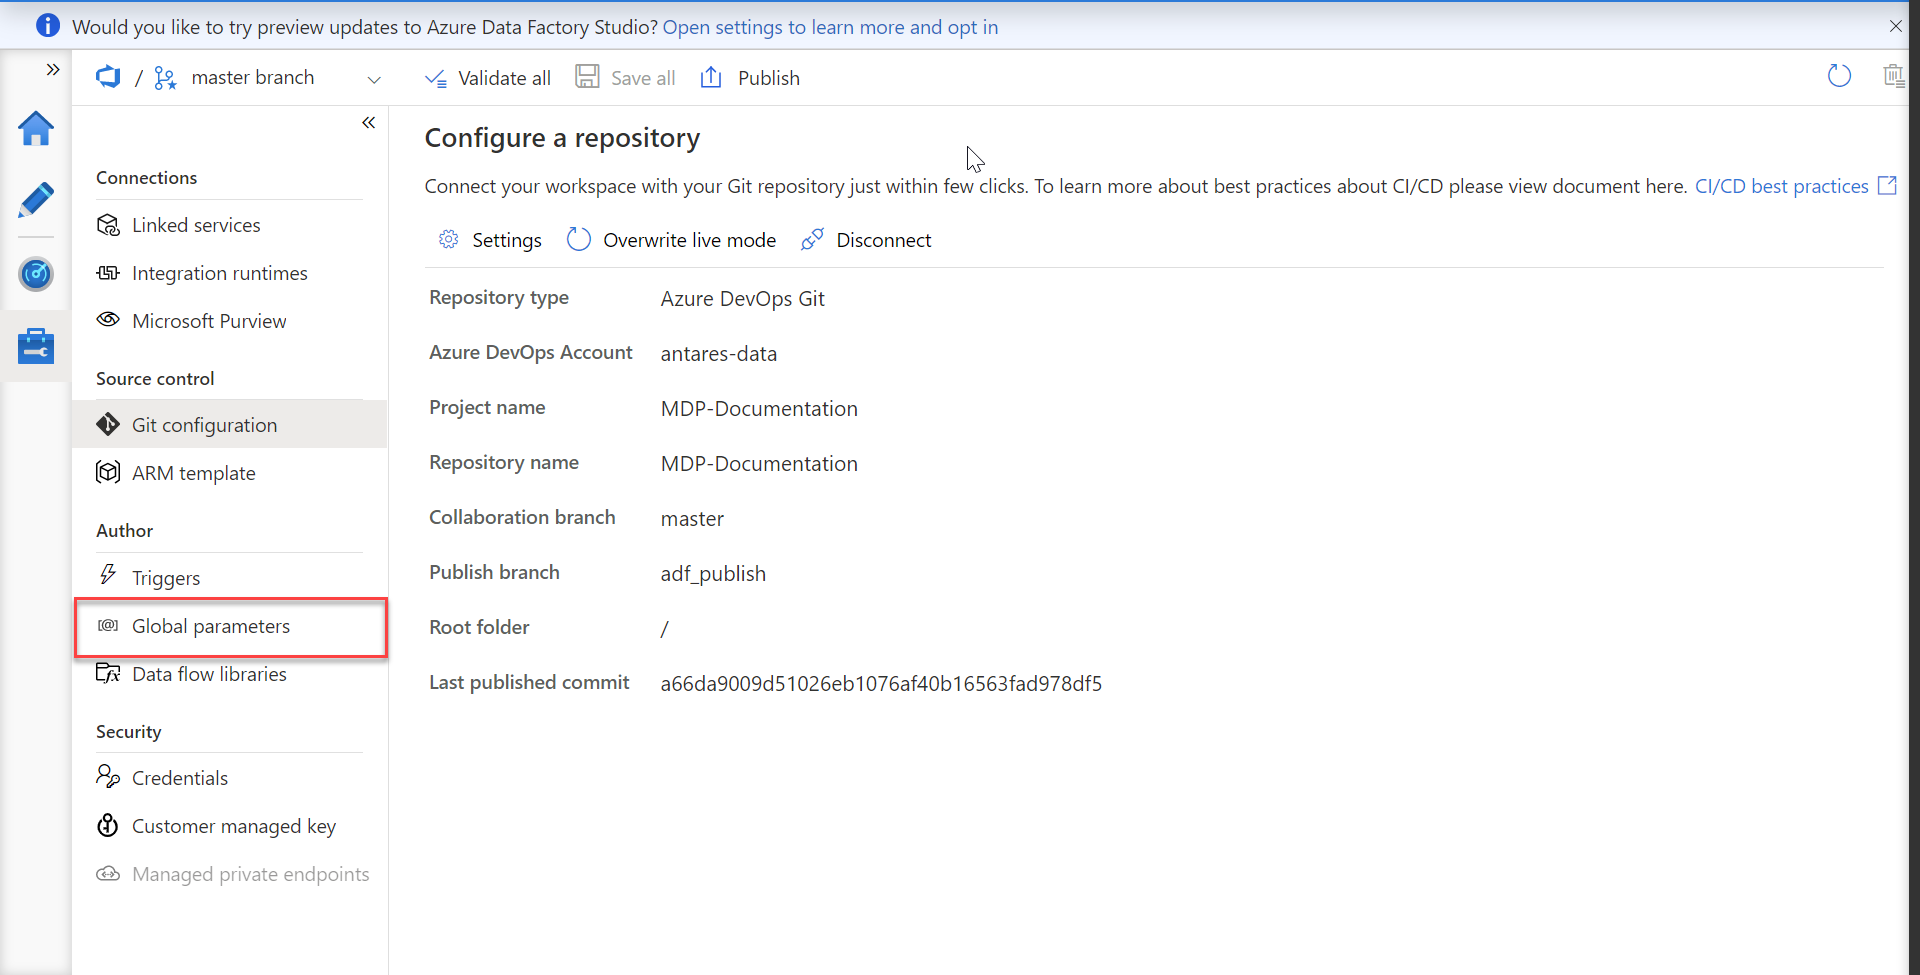 Would you like to try preview updates to Azure Data Factory Studio? Open settings to learn more and opt in
/ master branch
Validate all
Save all
Publish
Connections
Linked services
Integration runtimes
Microsoft Purview
Source control
Git configuration
ARM template
Author
Triggers
Global parameters
Data flow libraries
Security
Credentials
Customer managed key
Managed private endpoints
Configure a repository
Connect your workspace with your Git repository just within few clicks. To learn more about best practices about CI/CD please view document here. CI/CD best practices
Settings
Overwrite live mode
Disconnect
Repository type Azure DevOps Git
Azure DevOps Account antares-data
Project name MDP-Documentation
Repository name MDP-Documentation
Collaboration branch master
Publish branch adf_publish
Root folder /
Last published commit a66da9009d51026eb1076af40b16563fad978df5